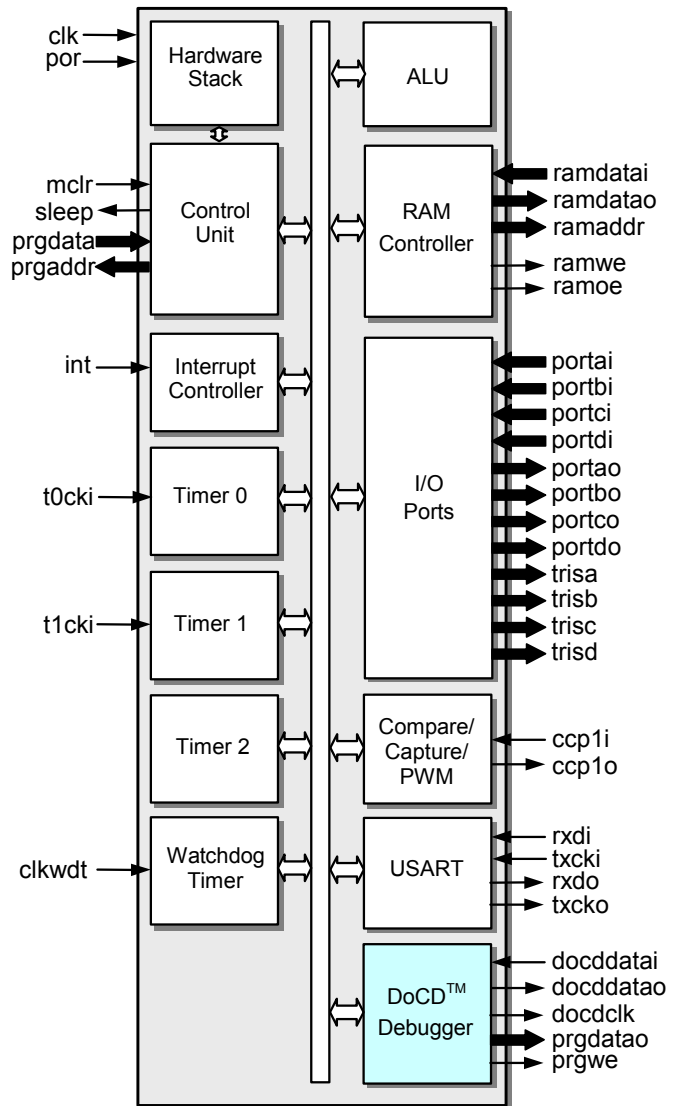 clk
por
Hardware
Stack
ALU
mclr
sleep
prgdata
prgaddr
Control
Unit
RAM
Controller
ramdatai
ramdatao
ramaddr
ramwe
ramoe
int
Interrupt
Controller
t0cki
Timer 0
t1cki
Timer 1
I/O
Ports
portai
portbi
portci
portdi
portao
portbo
portco
portdo
trisa
trisb
trisc
trisd
Timer 2
Compare/
Capture/
PWM
ccp1i
ccp1o
clkwdt
Watchdog
Timer
USART
rxdi
txcki
rxdo
txcko
DoCD™
Debugger
docddatai
docddatao
docdclk
prgdatao
prgwe